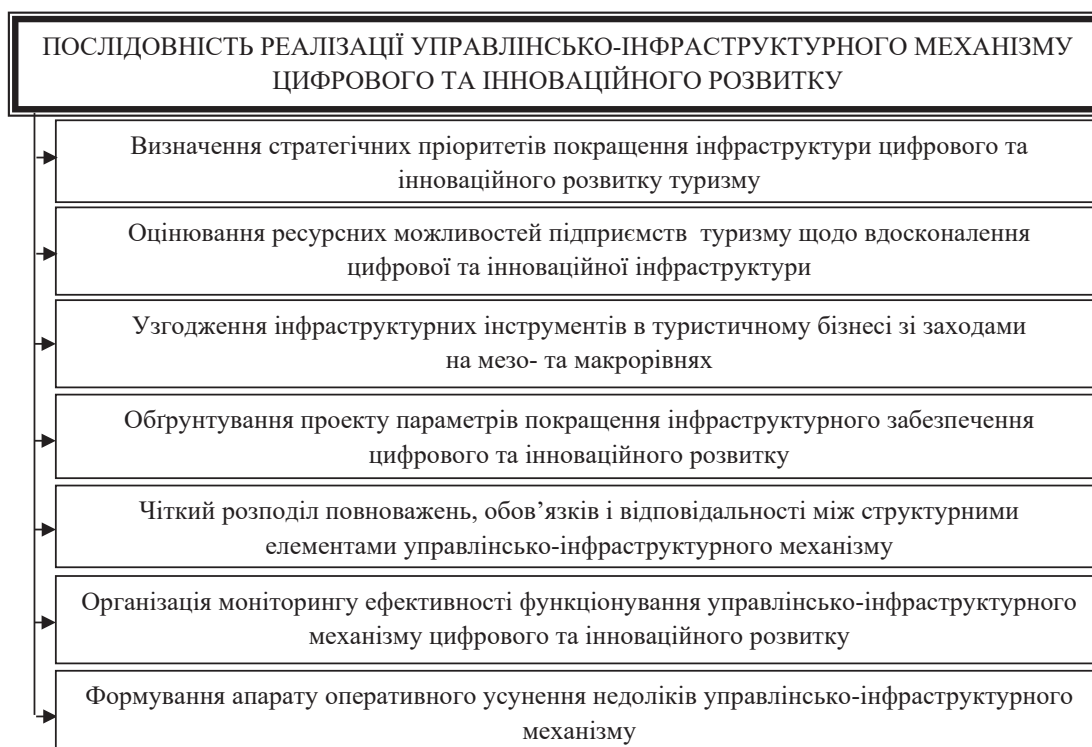 ПОСЛІДОВНІСТЬ РЕАЛІЗАЦІЇ УПРАВЛІНСЬКО-ІНФРАСТРУКТУРНОГО МЕХАНІЗМУ
ЦИФРОВОГО ТА ІННОВАЦІЙНОГО РОЗВИТКУ
Визначення стратегічних пріоритетів покращення інфраструктури цифрового та
інноваційного розвитку туризму
Оцінювання ресурсних можливостей підприємств туризму щодо вдосконалення
цифрової та інноваційної інфраструктури
Узгодження інфраструктурних інструментів в туристичному бізнесі зі заходами
на мезо- та макрорівнях
Обґрунтування проекту параметрів покращення інфраструктурного забезпечення
цифрового та інноваційного розвитку
Чіткий розподіл повноважень, обов’язків і відповідальності між структурними
елементами управлінсько-інфраструктурного механізму
Організація моніторингу ефективності функціонування управлінсько-інфраструктурного
механізму цифрового та інноваційного розвитку
Формування апарату оперативного усунення недоліків управлінсько-інфраструктурного
механізму